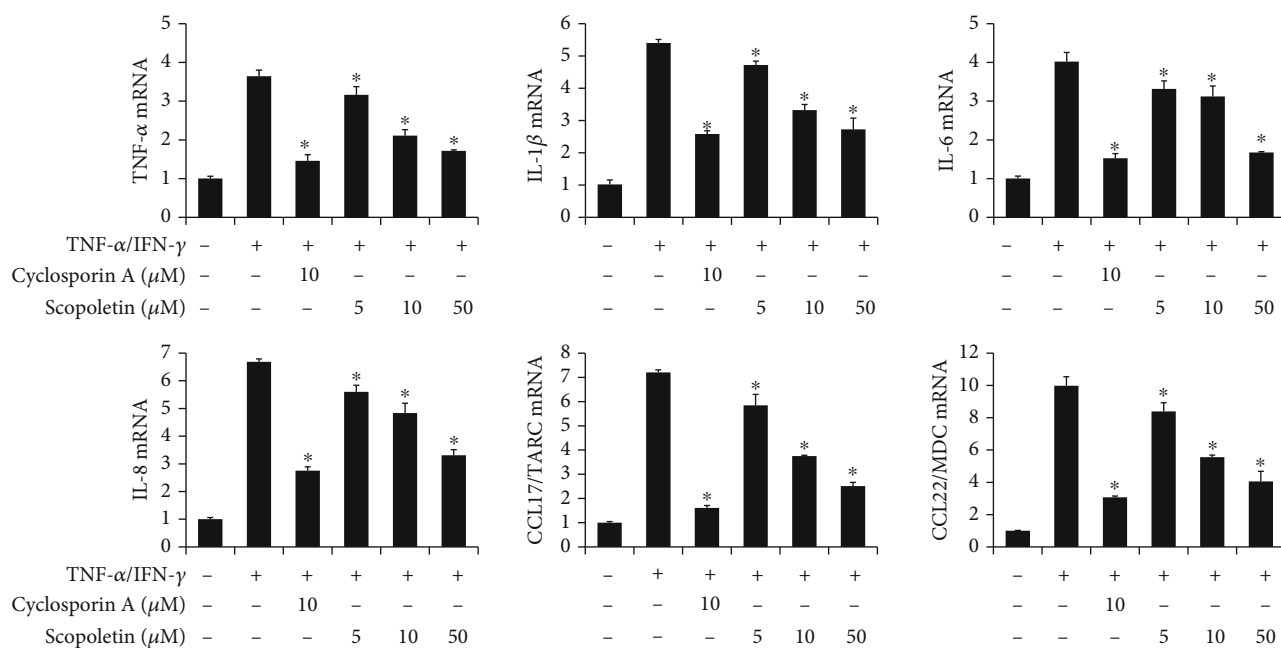 TNF-α mRNA
5
4
3
2
1
0
* * * *
IL-1β mRNA
6
5
4
3
2
1
0
* * * *
IL-6 mRNA
5
4
3
2
1
0
* * * *
TNF-α/IFN-γ – + + + + + – + + + + + – + + + + +
Cyclosporin A (μM) – – 10 – – – – – 10 – – – – – 10 – – –
Scopoletin (μM) – – – 5 10 50 – – – 5 10 50 – – – 5 10 50
IL-8 mRNA
7
6
5
4
3
2
1
0
* * * *
CCL17/TARC mRNA
8
7
6
5
4
3
2
1
0
* * * *
CCL22/MDC mRNA
12
10
8
6
4
2
0
* * * *
TNF-α/IFN-γ – + + + + + – + + + + + – + + + + +
Cyclosporin A (μM) – – 10 – – – – – 10 – – – – – 10 – – –
Scopoletin (μM) – – – 5 10 50 – – – 5 10 50 – – – 5 10 50